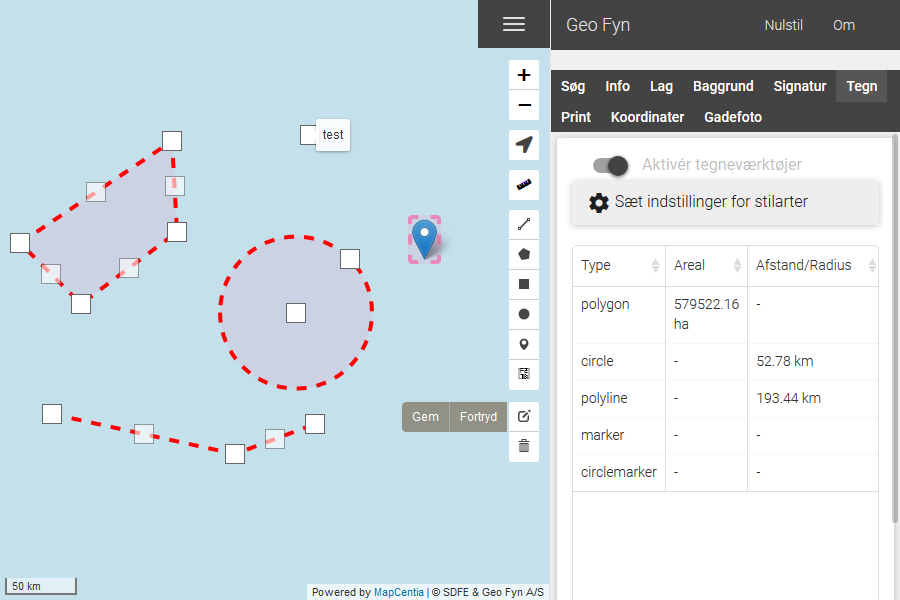 Geo Fyn Nulstil Om
Søg Info Lag Baggrund Signatur Tegn
Print Koordinater Gadefoto
test
Aktivér tegneværktøjer
Sæt indstillinger for stilarter
Type Areal Afstand/Radius
polygon 579522.16 ha -
circle - 52.78 km
polyline - 193.44 km
marker - -
circlemarker - -
Gem Fortryd
50 km
Powered by MapCentia | © SDFE & Geo Fyn A/S